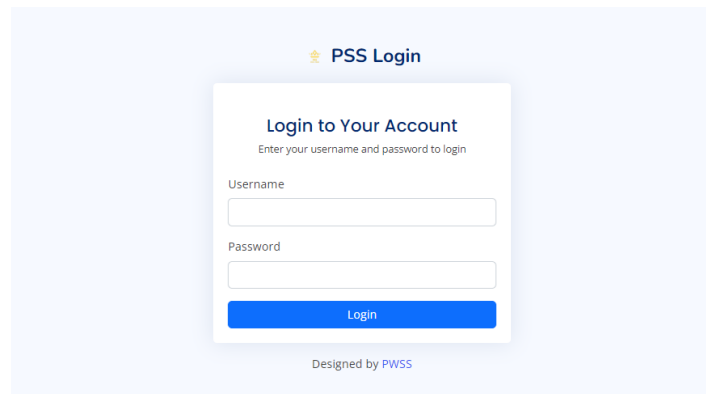 PSS Login
Login to Your Account
Enter your username and password to login
Username
Password
Login
Designed by PWSS